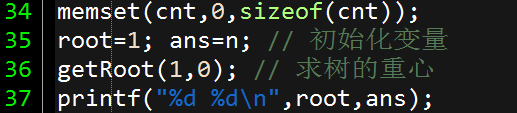 34 memset(cnt,0,sizeof(cnt));
35 root=1; ans=n; // 初始化变量
36 getRoot(1,0); // 求树的重心
37 printf("%d %d\n",root,ans);